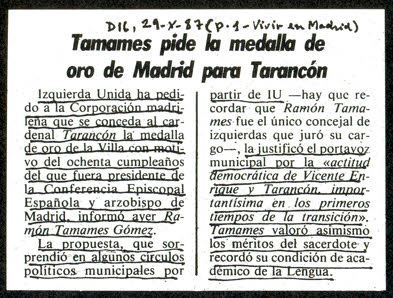 D16, 29-X-87 (p.1-Vivir en Madrid)
Tamames pide la medalla de
oro de Madrid para Tarancón
Izquierda Unida ha pedi-
do a la Corporación madri-
leña que se conceda al car-
denal Tarancón la medalla
de oro de la Villa con mo-
tivo del ochenta cumpleaños
del que fuera presidente de
la Conferencia Episcopal
Española y arzobispo de
Madrid, informó ayer Ra-
món Tamames Gómez.
La propuesta, que sor-
prendió en algunos círculos
políticos municipales por
partir de IU —hay que re-
cordar que Ramón Tama-
mes fue el único concejal de
izquierdas que juró su car-
go—, la justificó el portavoz
municipal por la «actitud
democrática de Vicente En-
rique y Tarancón, impor-
tantísima en los primeros
tiempos de la transición».
Tamames valoró asimismo
los méritos del sacerdote y
recordó su condición de aca-
démico de la Lengua.